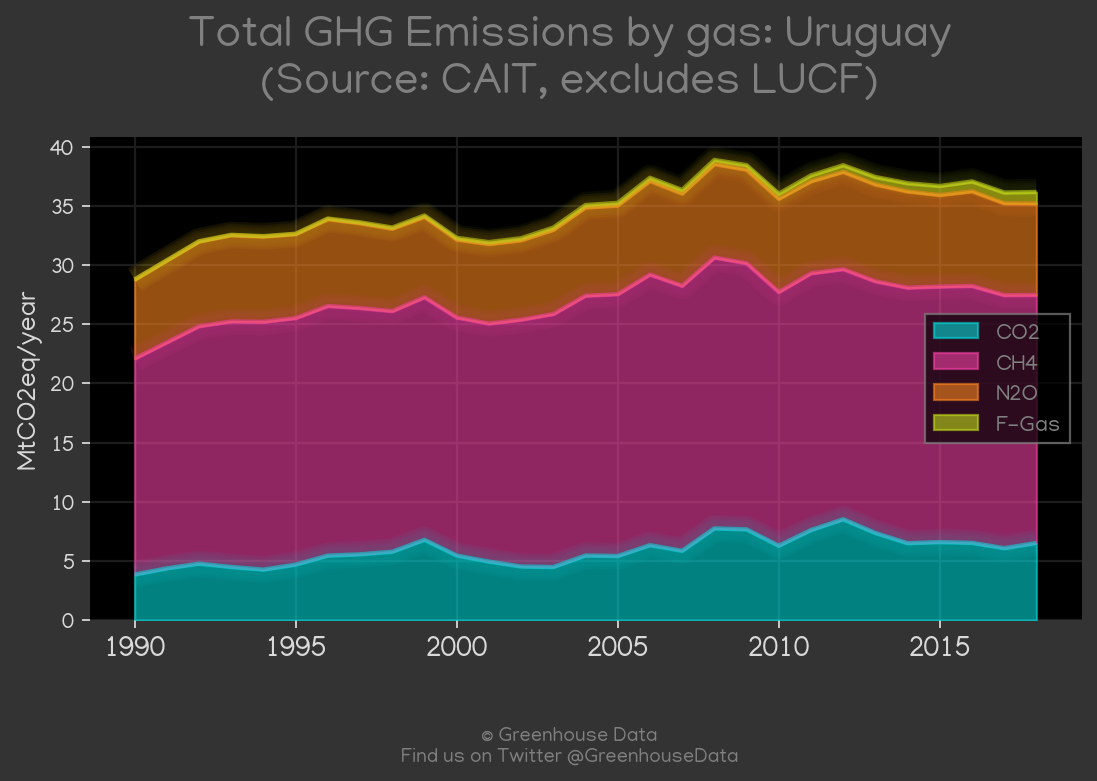 Total GHG Emissions by gas: Uruguay
(Source: CAIT, excludes LUCF)
MtCO2eq/year
40
35
30
25
20
15
10
5
0
1990 1995 2000 2005 2010 2015
CO2
CH4
N2O
F-Gas
© Greenhouse Data
Find us on Twitter @GreenhouseData